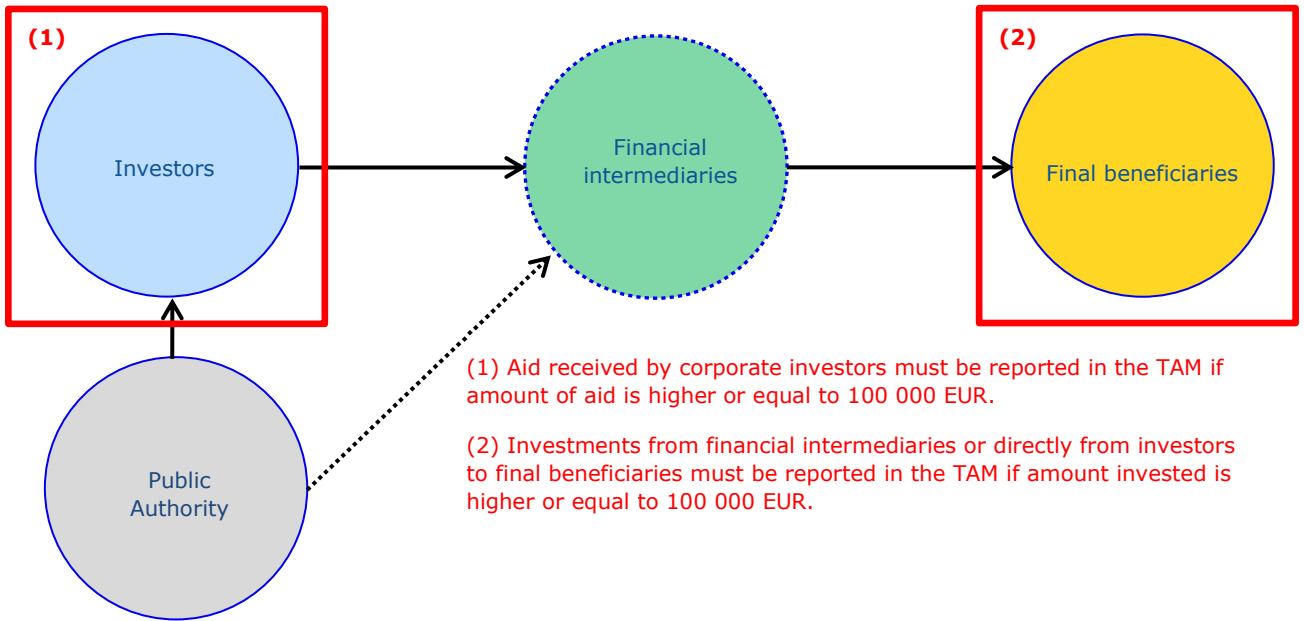 (1)
(2)
Investors
Financial
intermediaries
Final beneficiaries
Public
Authority
(1) Aid received by corporate investors must be reported in the TAM if
amount of aid is higher or equal to 100 000 EUR.
(2) Investments from financial intermediaries or directly from investors
to final beneficiaries must be reported in the TAM if amount invested is
higher or equal to 100 000 EUR.